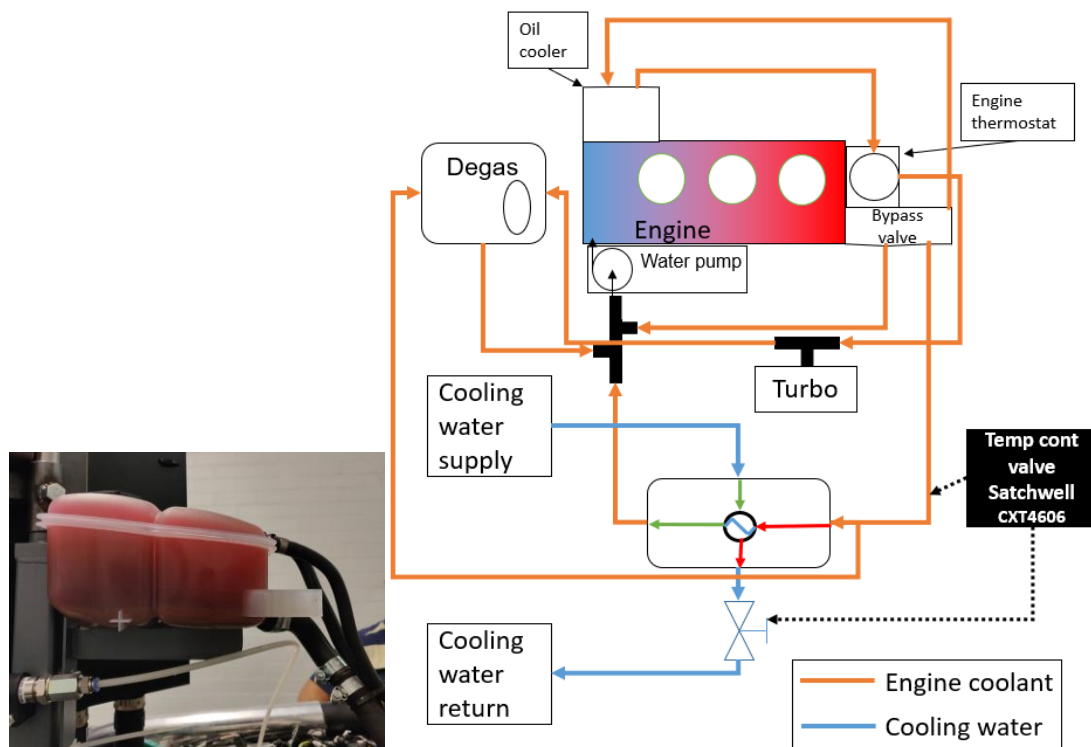 Oil
cooler
Engine
thermostat
Degas
Bypass
valve
Engine
Water pump
Turbo
Cooling
water
supply
Temp cont
valve
Satchwell
CXT4606
Cooling
water
return
Engine coolant
Cooling water